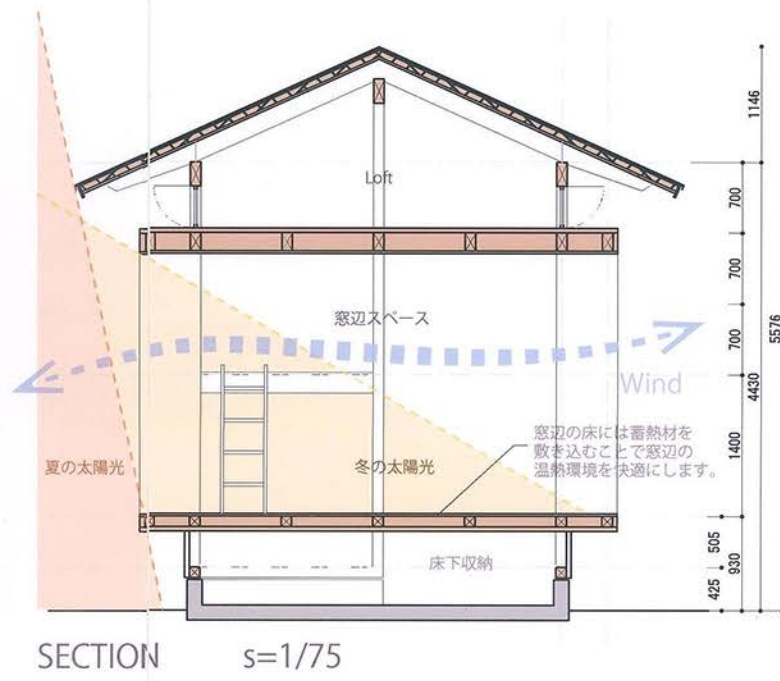 1146
Loft
700
700
窓辺スペース
700
5576
Wind
4430
窓辺の床には蓄熱材を
敷き込むことで窓辺の
温熱環境を快適にします。
1400
夏の太陽光
冬の太陽光
505
床下収納
930
425
SECTION s=1/75